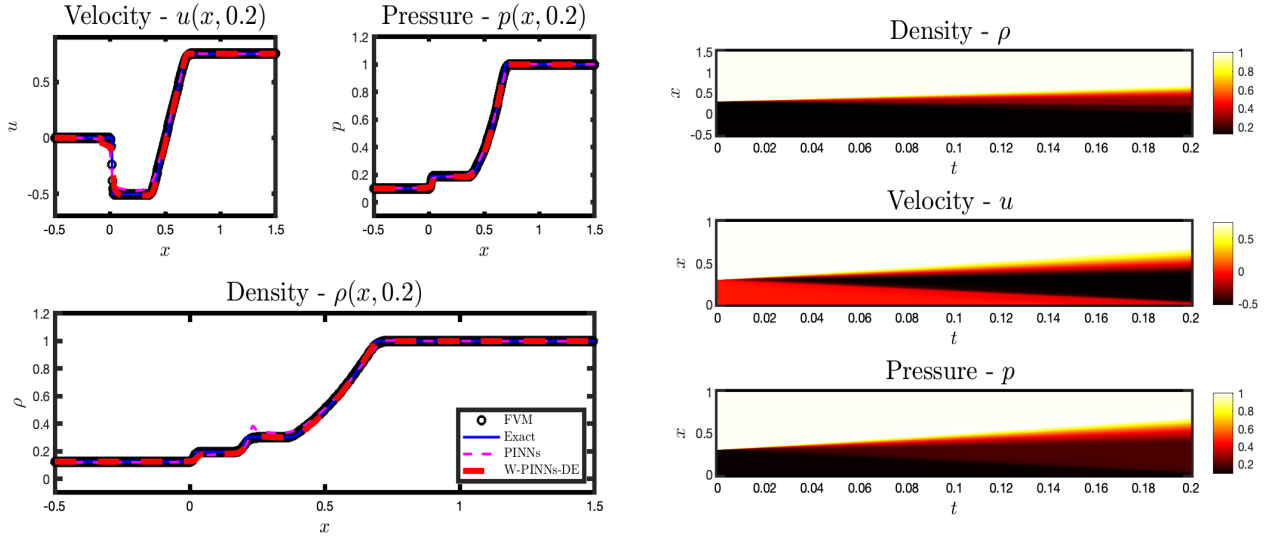 Velocity - u(x, 0.2)
0.5
0
-0.5
u
-0.5 0 0.5 1 1.5
x
Pressure - p(x, 0.2)
1.2
1
0.8
0.6
0.4
0.2
0
p
-0.5 0 0.5 1 1.5
x
Density - ρ(x, 0.2)
1.2
1
0.8
0.6
0.4
0.2
0
ρ
-0.5 0 0.5 1 1.5
x
FVM
Exact
PINNs
W-PINNs-DE
Density - ρ
1.5
1
0.5
0
-0.5
x
0 0.02 0.04 0.06 0.08 0.1 0.12 0.14 0.16 0.18 0.2
t
1
0.8
0.6
0.4
0.2
Velocity - u
1
0.5
0
x
0 0.02 0.04 0.06 0.08 0.1 0.12 0.14 0.16 0.18 0.2
t
0.5
0
-0.5
Pressure - p
1
0.5
0
x
0 0.02 0.04 0.06 0.08 0.1 0.12 0.14 0.16 0.18 0.2
t
1
0.8
0.6
0.4
0.2